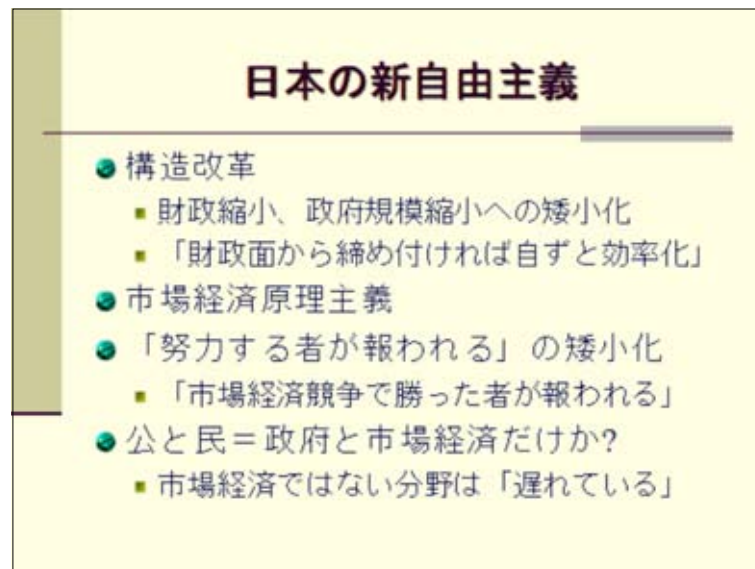 日本の新自由主義
構造改革
財政縮小、政府規模縮小への矮小化
「財政面から締め付ければ自ずと効率化」
市場経済原理主義
「努力する者が報われる」の矮小化
「市場経済競争で勝った者が報われる」
公と民＝政府と市場経済だけか?
市場経済ではない分野は「遅れている」